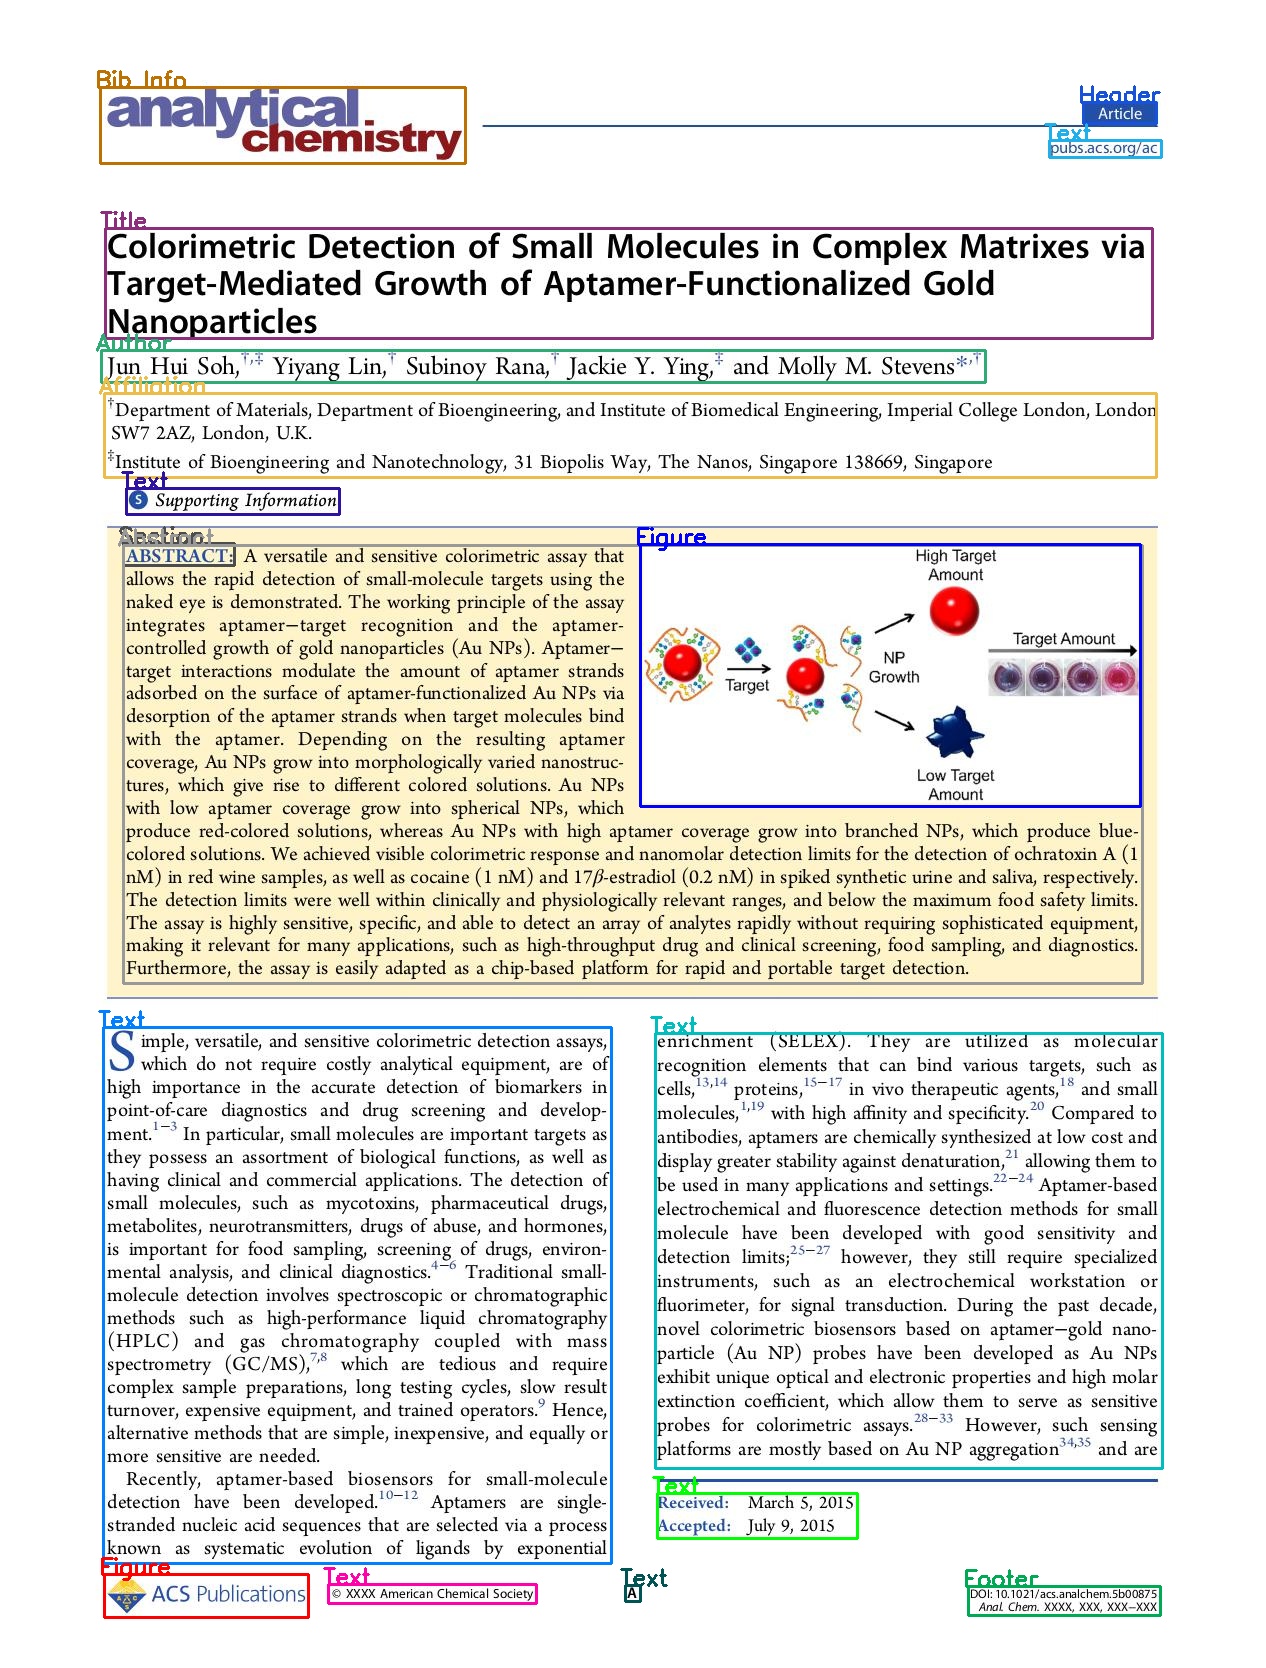 Bib Info
analytical
chemistry
Header
Article
Text
pubs.acs.org/ac
Title
Colorimetric Detection of Small Molecules in Complex Matrixes via
Target-Mediated Growth of Aptamer-Functionalized Gold
Nanoparticles
Author
Jun Hui Soh,†,‡ Yiyang Lin,† Subinoy Rana,† Jackie Y. Ying,‡ and Molly M. Stevens*,†
Affiliation
†Department of Materials, Department of Bioengineering, and Institute of Biomedical Engineering, Imperial College London, London
SW7 2AZ, London, U.K.
‡Institute of Bioengineering and Nanotechnology, 31 Biopolis Way, The Nanos, Singapore 138669, Singapore
Text
S Supporting Information
Section
Abstract
ABSTRACT: A versatile and sensitive colorimetric assay that
allows the rapid detection of small-molecule targets using the
naked eye is demonstrated. The working principle of the assay
integrates aptamer−target recognition and the aptamer-
controlled growth of gold nanoparticles (Au NPs). Aptamer−
target interactions modulate the amount of aptamer strands
adsorbed on the surface of aptamer-functionalized Au NPs via
desorption of the aptamer strands when target molecules bind
with the aptamer. Depending on the resulting aptamer
coverage, Au NPs grow into morphologically varied nanostruc-
tures, which give rise to different colored solutions. Au NPs
with low aptamer coverage grow into spherical NPs, which
produce red-colored solutions, whereas Au NPs with high aptamer coverage grow into branched NPs, which produce blue-
colored solutions. We achieved visible colorimetric response and nanomolar detection limits for the detection of ochratoxin A (1
nM) in red wine samples, as well as cocaine (1 nM) and 17β-estradiol (0.2 nM) in spiked synthetic urine and saliva, respectively.
The detection limits were well within clinically and physiologically relevant ranges, and below the maximum food safety limits.
The assay is highly sensitive, specific, and able to detect an array of analytes rapidly without requiring sophisticated equipment,
making it relevant for many applications, such as high-throughput drug and clinical screening, food sampling, and diagnostics.
Furthermore, the assay is easily adapted as a chip-based platform for rapid and portable target detection.
Figure
High Target
Amount
Target Amount
NP
Growth
Target
Low Target
Amount
Text
Simple, versatile, and sensitive colorimetric detection assays,
which do not require costly analytical equipment, are of
high importance in the accurate detection of biomarkers in
point-of-care diagnostics and drug screening and develop-
ment.1−3 In particular, small molecules are important targets as
they possess an assortment of biological functions, as well as
having clinical and commercial applications. The detection of
small molecules, such as mycotoxins, pharmaceutical drugs,
metabolites, neurotransmitters, drugs of abuse, and hormones,
is important for food sampling, screening of drugs, environ-
mental analysis, and clinical diagnostics.4−6 Traditional small-
molecule detection involves spectroscopic or chromatographic
methods such as high-performance liquid chromatography
(HPLC) and gas chromatography coupled with mass
spectrometry (GC/MS),7,8 which are tedious and require
complex sample preparations, long testing cycles, slow result
turnover, expensive equipment, and trained operators.9 Hence,
alternative methods that are simple, inexpensive, and equally or
more sensitive are needed.
Recently, aptamer-based biosensors for small-molecule
detection have been developed.10−12 Aptamers are single-
stranded nucleic acid sequences that are selected via a process
known as systematic evolution of ligands by exponential
Text
enrichment (SELEX). They are utilized as molecular
recognition elements that can bind various targets, such as
cells,13,14 proteins,15−17 in vivo therapeutic agents,18 and small
molecules,1,19 with high affinity and specificity.20 Compared to
antibodies, aptamers are chemically synthesized at low cost and
display greater stability against denaturation,21 allowing them to
be used in many applications and settings.22−24 Aptamer-based
electrochemical and fluorescence detection methods for small
molecule have been developed with good sensitivity and
detection limits;25−27 however, they still require specialized
instruments, such as an electrochemical workstation or
fluorimeter, for signal transduction. During the past decade,
novel colorimetric biosensors based on aptamer−gold nano-
particle (Au NP) probes have been developed as Au NPs
exhibit unique optical and electronic properties and high molar
extinction coefficient, which allow them to serve as sensitive
probes for colorimetric assays.28−33 However, such sensing
platforms are mostly based on Au NP aggregation34,35 and are
Text
Received: March 5, 2015
Accepted: July 9, 2015
Figure
ACS Publications
Text
© XXXX American Chemical Society
Text
A
Footer
DOI: 10.1021/acs.analchem.5b00875
Anal. Chem. XXXX, XXX, XXX−XXX